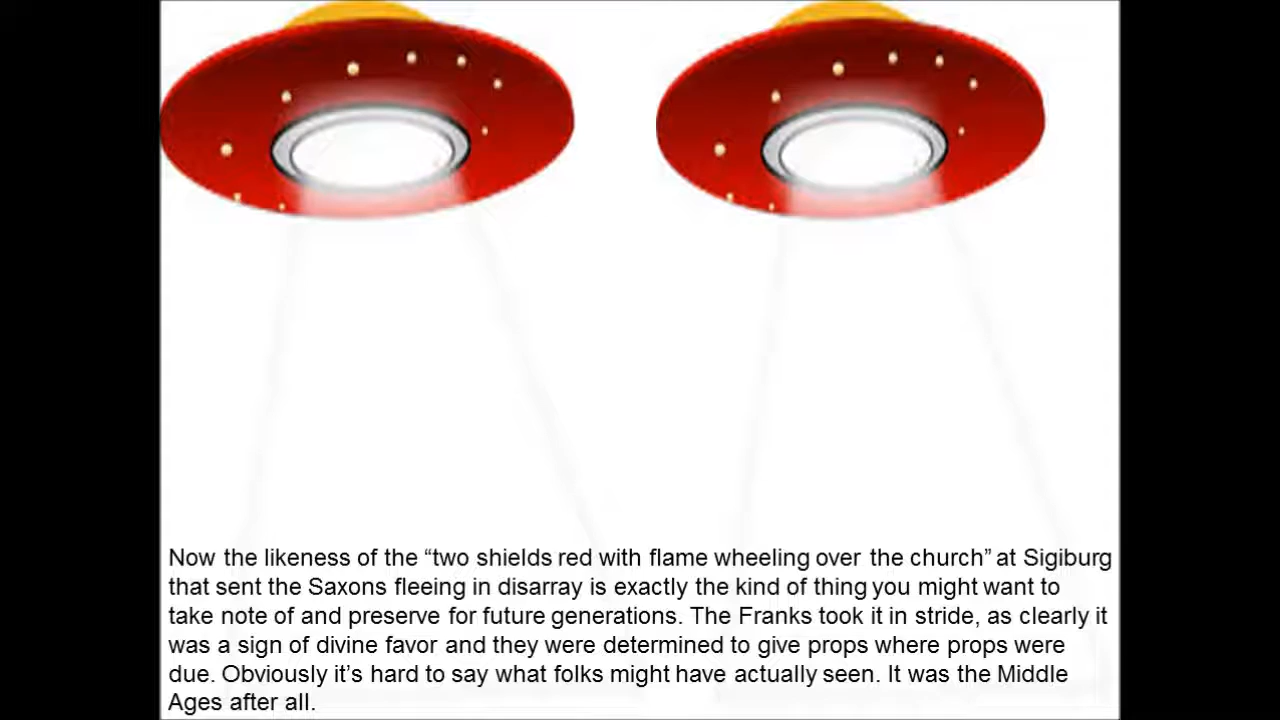 Now the likeness of the “two shields red with flame wheeling over the church” at Sigiburg
that sent the Saxons fleeing in disarray is exactly the kind of thing you might want to
take note of and preserve for future generations. The Franks took it in stride, as clearly it
was a sign of divine favor and they were determined to give props where props were
due. Obviously it’s hard to say what folks might have actually seen. It was the Middle
Ages after all.